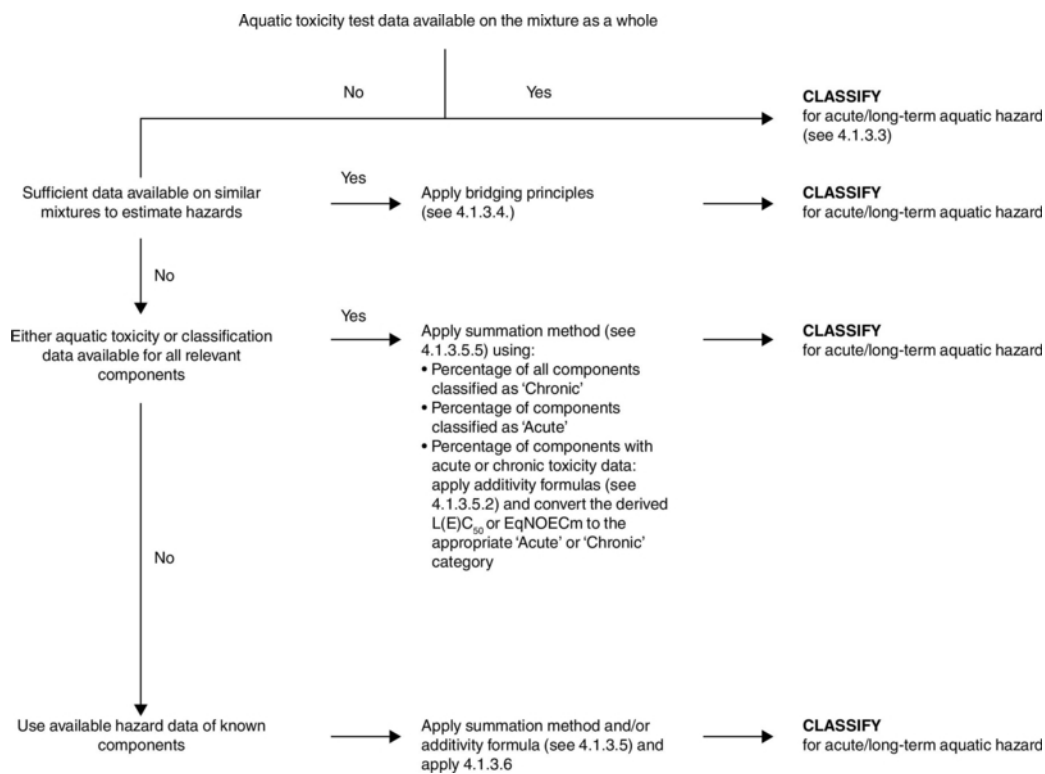 Aquatic toxicity test data available on the mixture as a whole
No
Yes
CLASSIFY
for acute/long-term aquatic hazard
(see 4.1.3.3)
Sufficient data available on similar
mixtures to estimate hazards
Yes
Apply bridging principles
(see 4.1.3.4.)
CLASSIFY
for acute/long-term aquatic hazard
No
Either aquatic toxicity or classification
data available for all relevant
components
Yes
Apply summation method (see
4.1.3.5.5) using:
• Percentage of all components
classified as ‘Chronic’
• Percentage of components
classified as ‘Acute’
• Percentage of components with
acute or chronic toxicity data:
apply additivity formulas (see
4.1.3.5.2) and convert the derived
L(E)C₅₀ or EqNOECm to the
appropriate ‘Acute’ or ‘Chronic’
category
CLASSIFY
for acute/long-term aquatic hazard
No
Use available hazard data of known
components
Apply summation method and/or
additivity formula (see 4.1.3.5) and
apply 4.1.3.6
CLASSIFY
for acute/long-term aquatic hazard